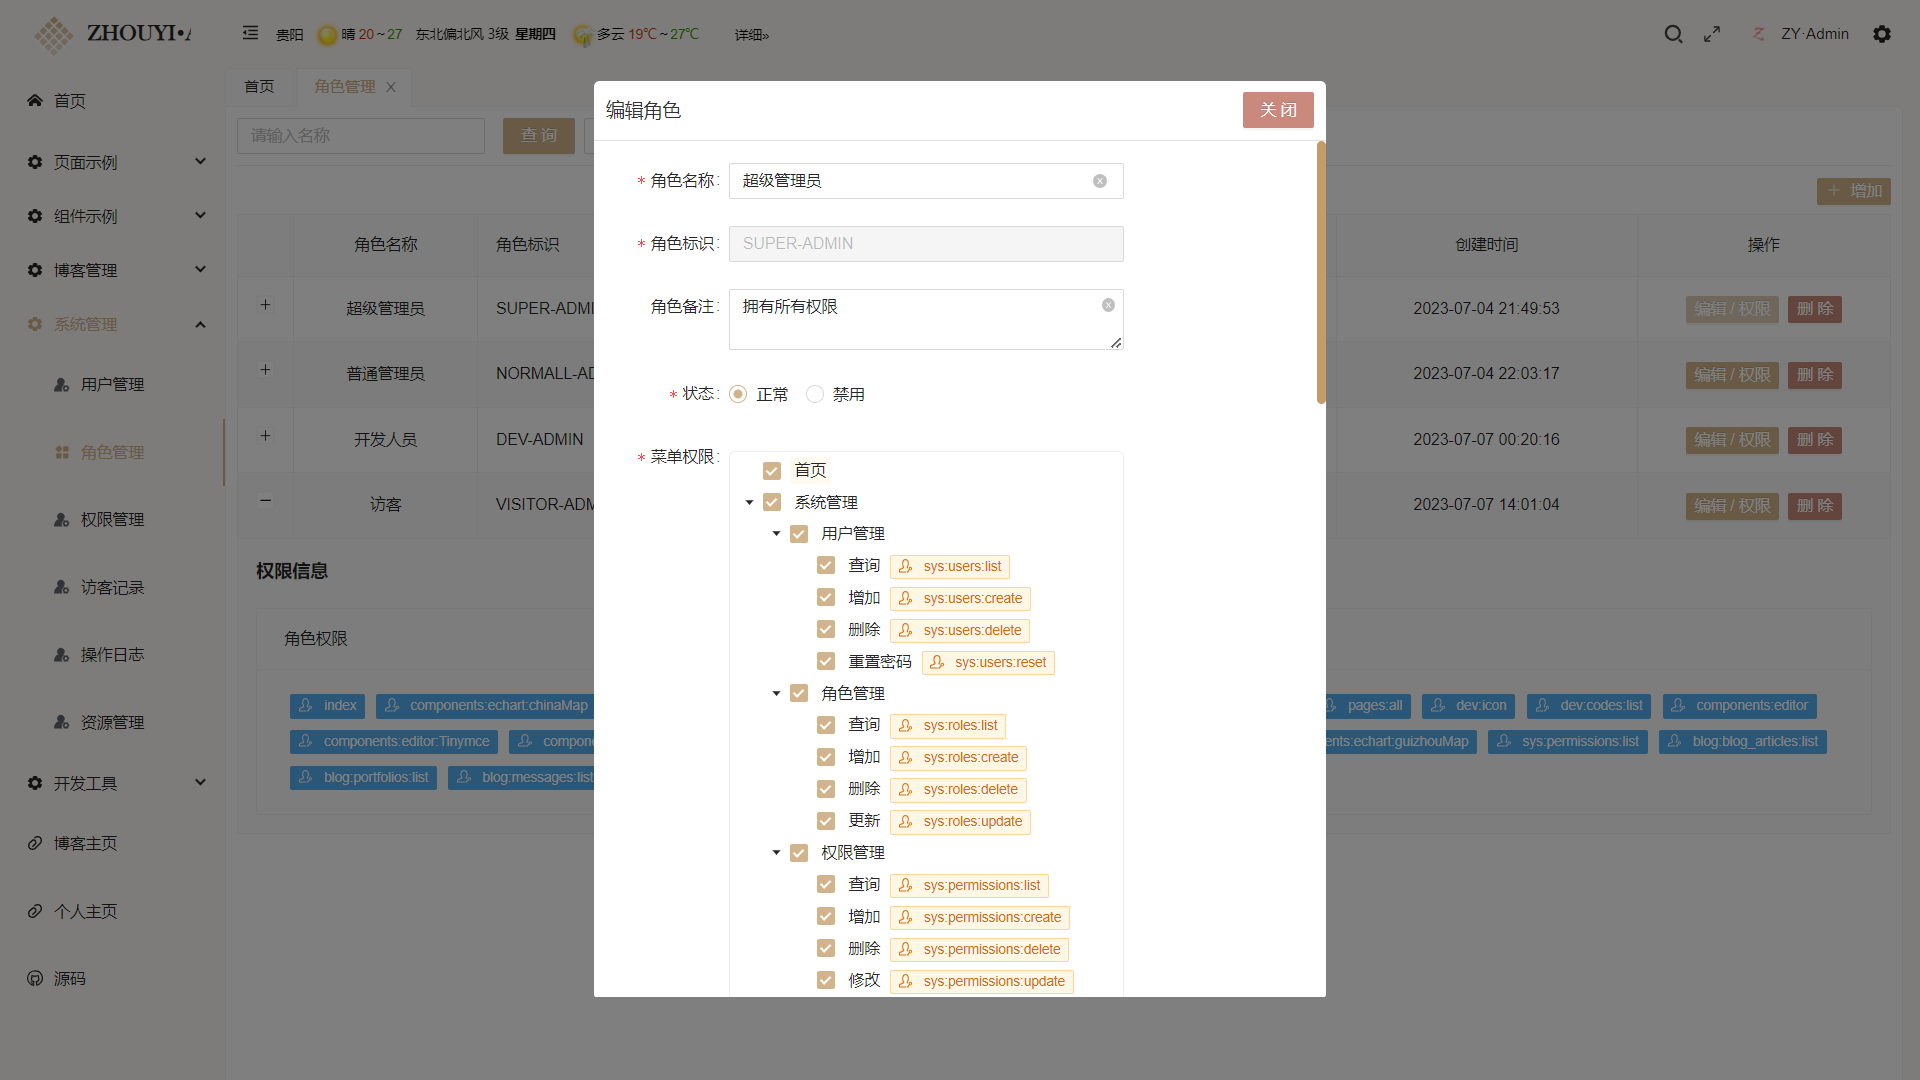 ZHOUYI•A
贵阳 晴 20~27 东北偏北风 3级 星期四 多云 19℃~27℃ 详细»
ZY·Admin
首页
页面示例
组件示例
博客管理
系统管理
用户管理
角色管理
权限管理
访客记录
操作日志
资源管理
开发工具
博客主页
个人主页
源码
首页 角色管理
请输入名称 查 询
增加
角色名称 角色标识 创建时间 操作
超级管理员 SUPER-ADMI 2023-07-04 21:49:53 编辑 / 权限 删 除
普通管理员 NORMALL-AD 2023-07-04 22:03:17 编辑 / 权限 删 除
开发人员 DEV-ADMIN 2023-07-07 00:20:16 编辑 / 权限 删 除
访客 VISITOR-ADM 2023-07-07 14:01:04 编辑 / 权限 删 除
权限信息
角色权限
index components:echart:chinaMap pages:all dev:icon dev:codes:list components:editor
components:editor:Tinymce compon ents:echart:guizhouMap sys:permissions:list blog:blog_articles:list
blog:portfolios:list blog:messages:list
编辑角色
关 闭
* 角色名称: 超级管理员
* 角色标识: SUPER-ADMIN
角色备注: 拥有所有权限
* 状态: 正常 禁用
* 菜单权限:
首页
系统管理
用户管理
查询 sys:users:list
增加 sys:users:create
删除 sys:users:delete
重置密码 sys:users:reset
角色管理
查询 sys:roles:list
增加 sys:roles:create
删除 sys:roles:delete
更新 sys:roles:update
权限管理
查询 sys:permissions:list
增加 sys:permissions:create
删除 sys:permissions:delete
修改 sys:permissions:update